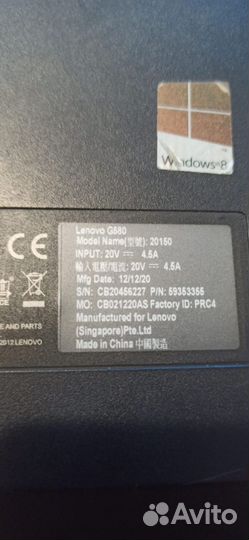 Windows 8
Lenovo G580
Model Name(型號): 20150
INPUT: 20V ⎓ 4.5A
輸入電壓/電流: 20V ⎓ 4.5A
Mfg Date: 12/12/20
S/N: CB20456227 P/N: 59353355
MO: CB021220AS Factory ID: PRC4
Manufactured for Lenovo
(Singapore)Pte.Ltd
Made in China 中國製造
CE
E AND PARTS
2012 LENOVO
Avito